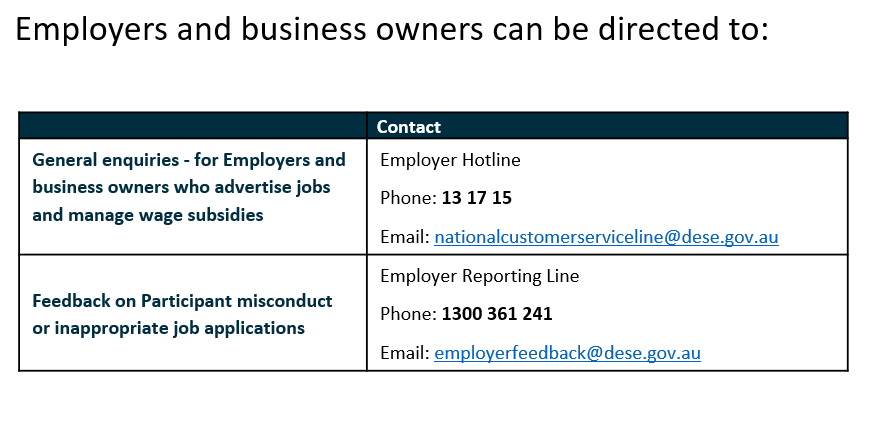 Employers and business owners can be directed to:
Contact
General enquiries - for Employers and
business owners who advertise jobs
and manage wage subsidies
Employer Hotline
Phone: 13 17 15
Email: nationalcustomerserviceline@dese.gov.au
Feedback on Participant misconduct
or inappropriate job applications
Employer Reporting Line
Phone: 1300 361 241
Email: employerfeedback@dese.gov.au